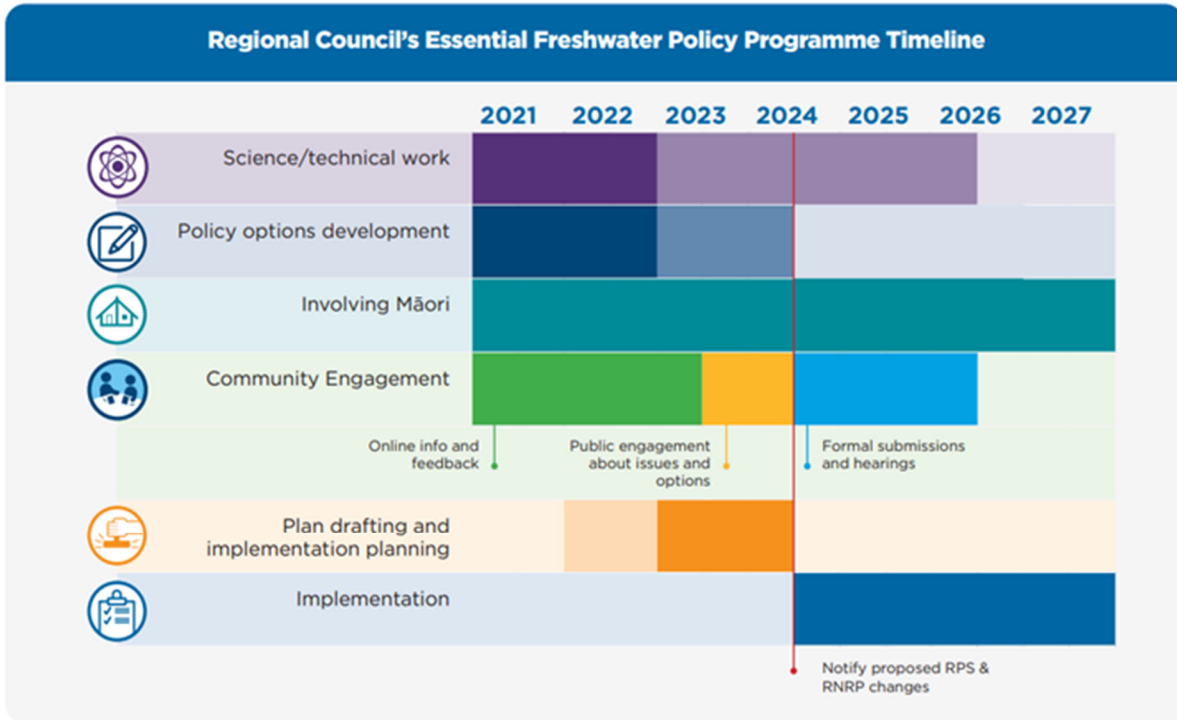 Regional Council's Essential Freshwater Policy Programme Timeline
2021 2022 2023 2024 2025 2026 2027
Science/technical work
Policy options development
Involving Māori
Community Engagement
Online info and
feedback
Public engagement
about issues and
options
Formal submissions
and hearings
Plan drafting and
implementation planning
Implementation
Notify proposed RPS &
RNRP changes